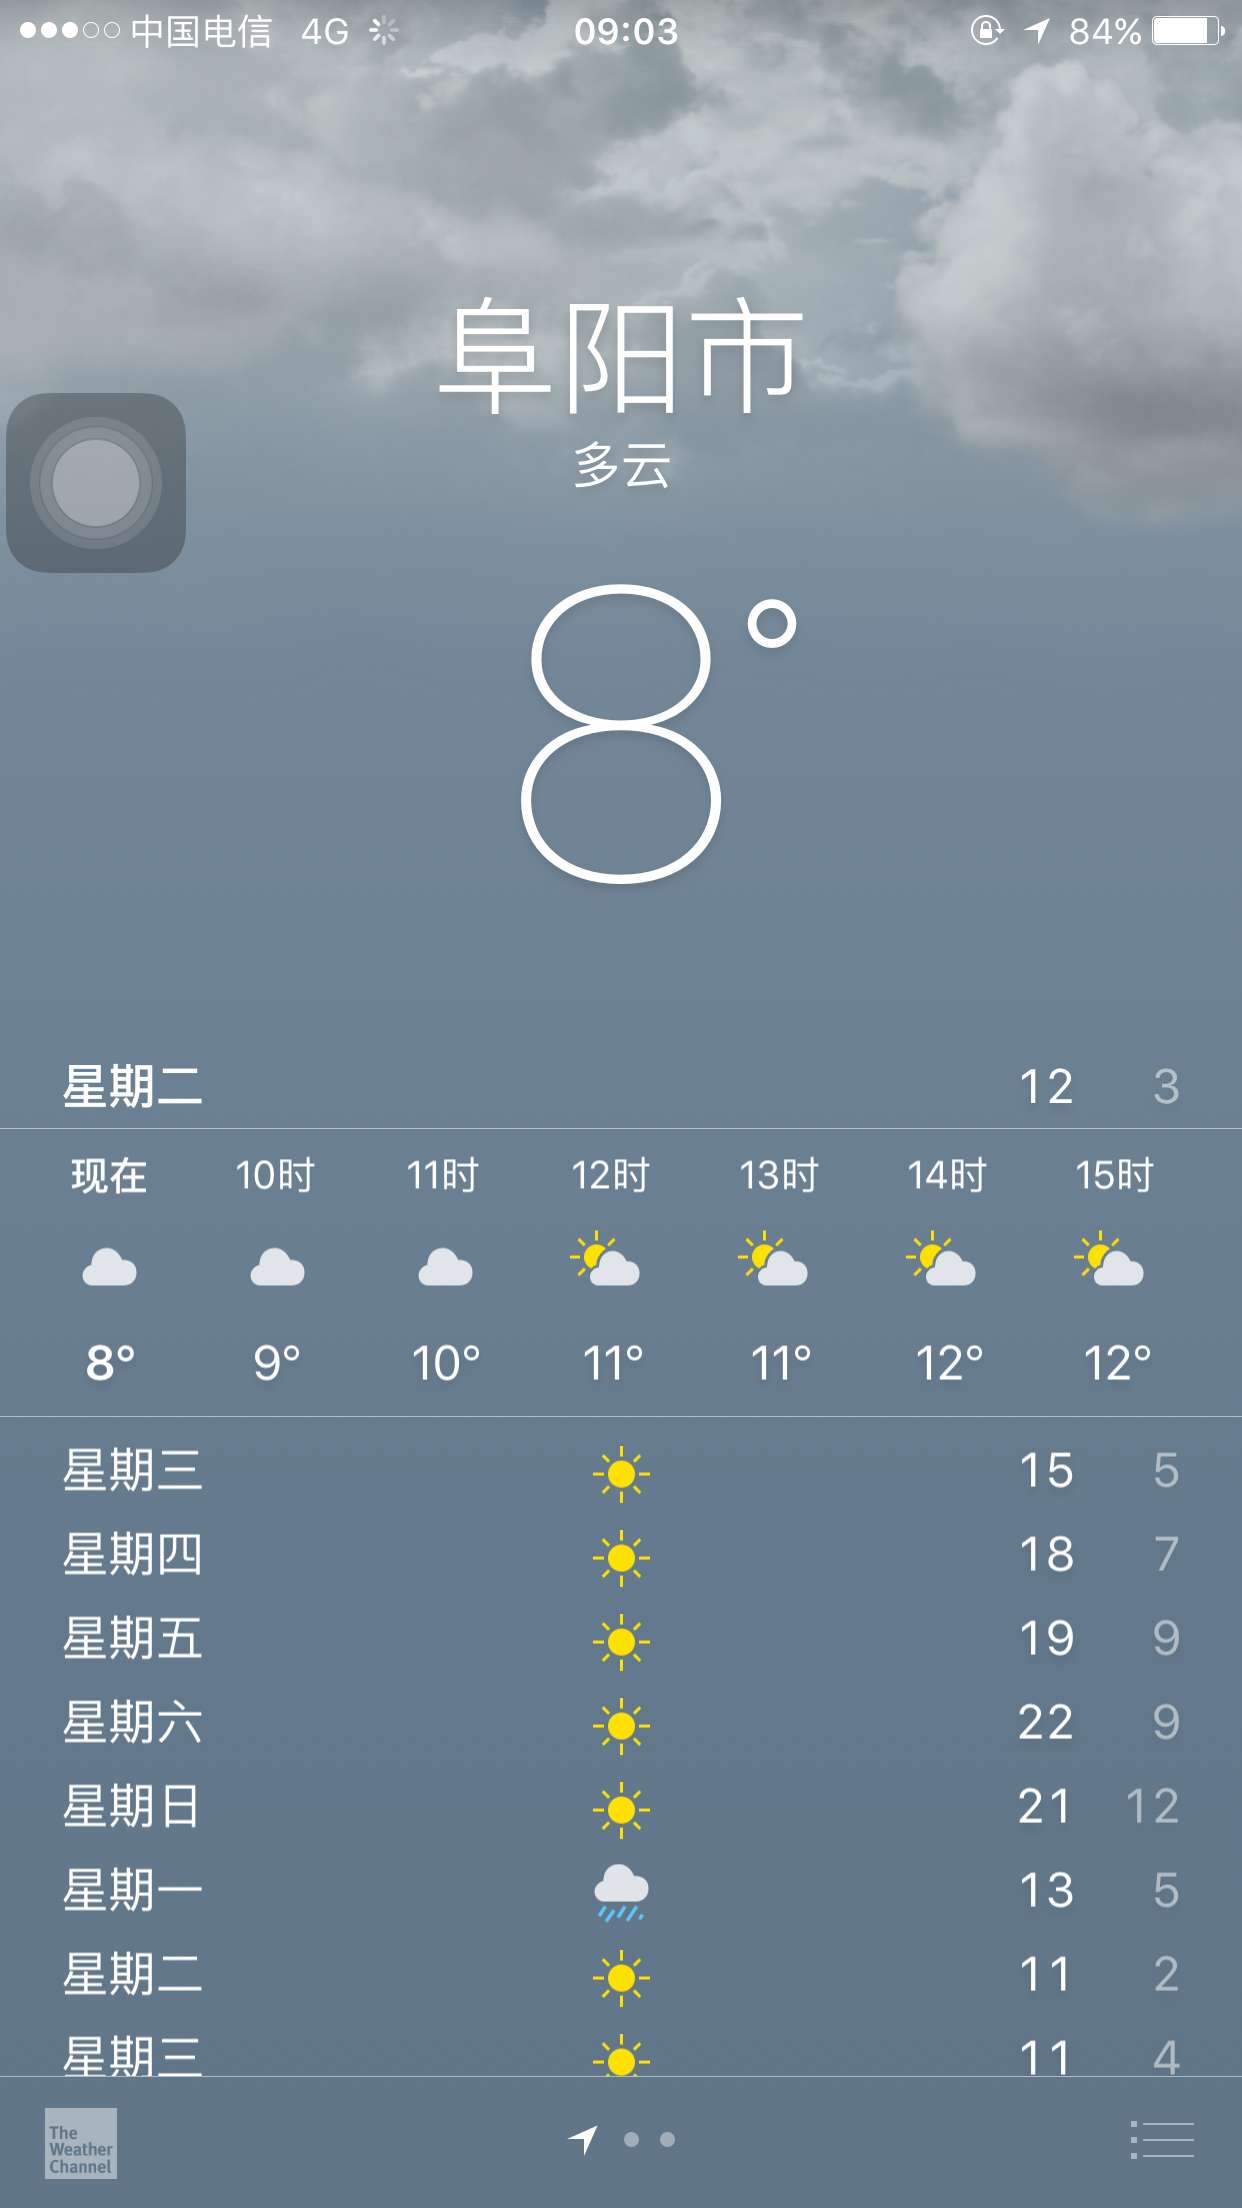 中国电信 4G 09:03 84%
阜阳市
多云
8°
星期二 12 3
现在 10时 11时 12时 13时 14时 15时
8° 9° 10° 11° 11° 12° 12°
星期三 15 5
星期四 18 7
星期五 19 9
星期六 22 9
星期日 21 12
星期一 13 5
星期二 11 2
星期三 11 4
The
Weather
Channel